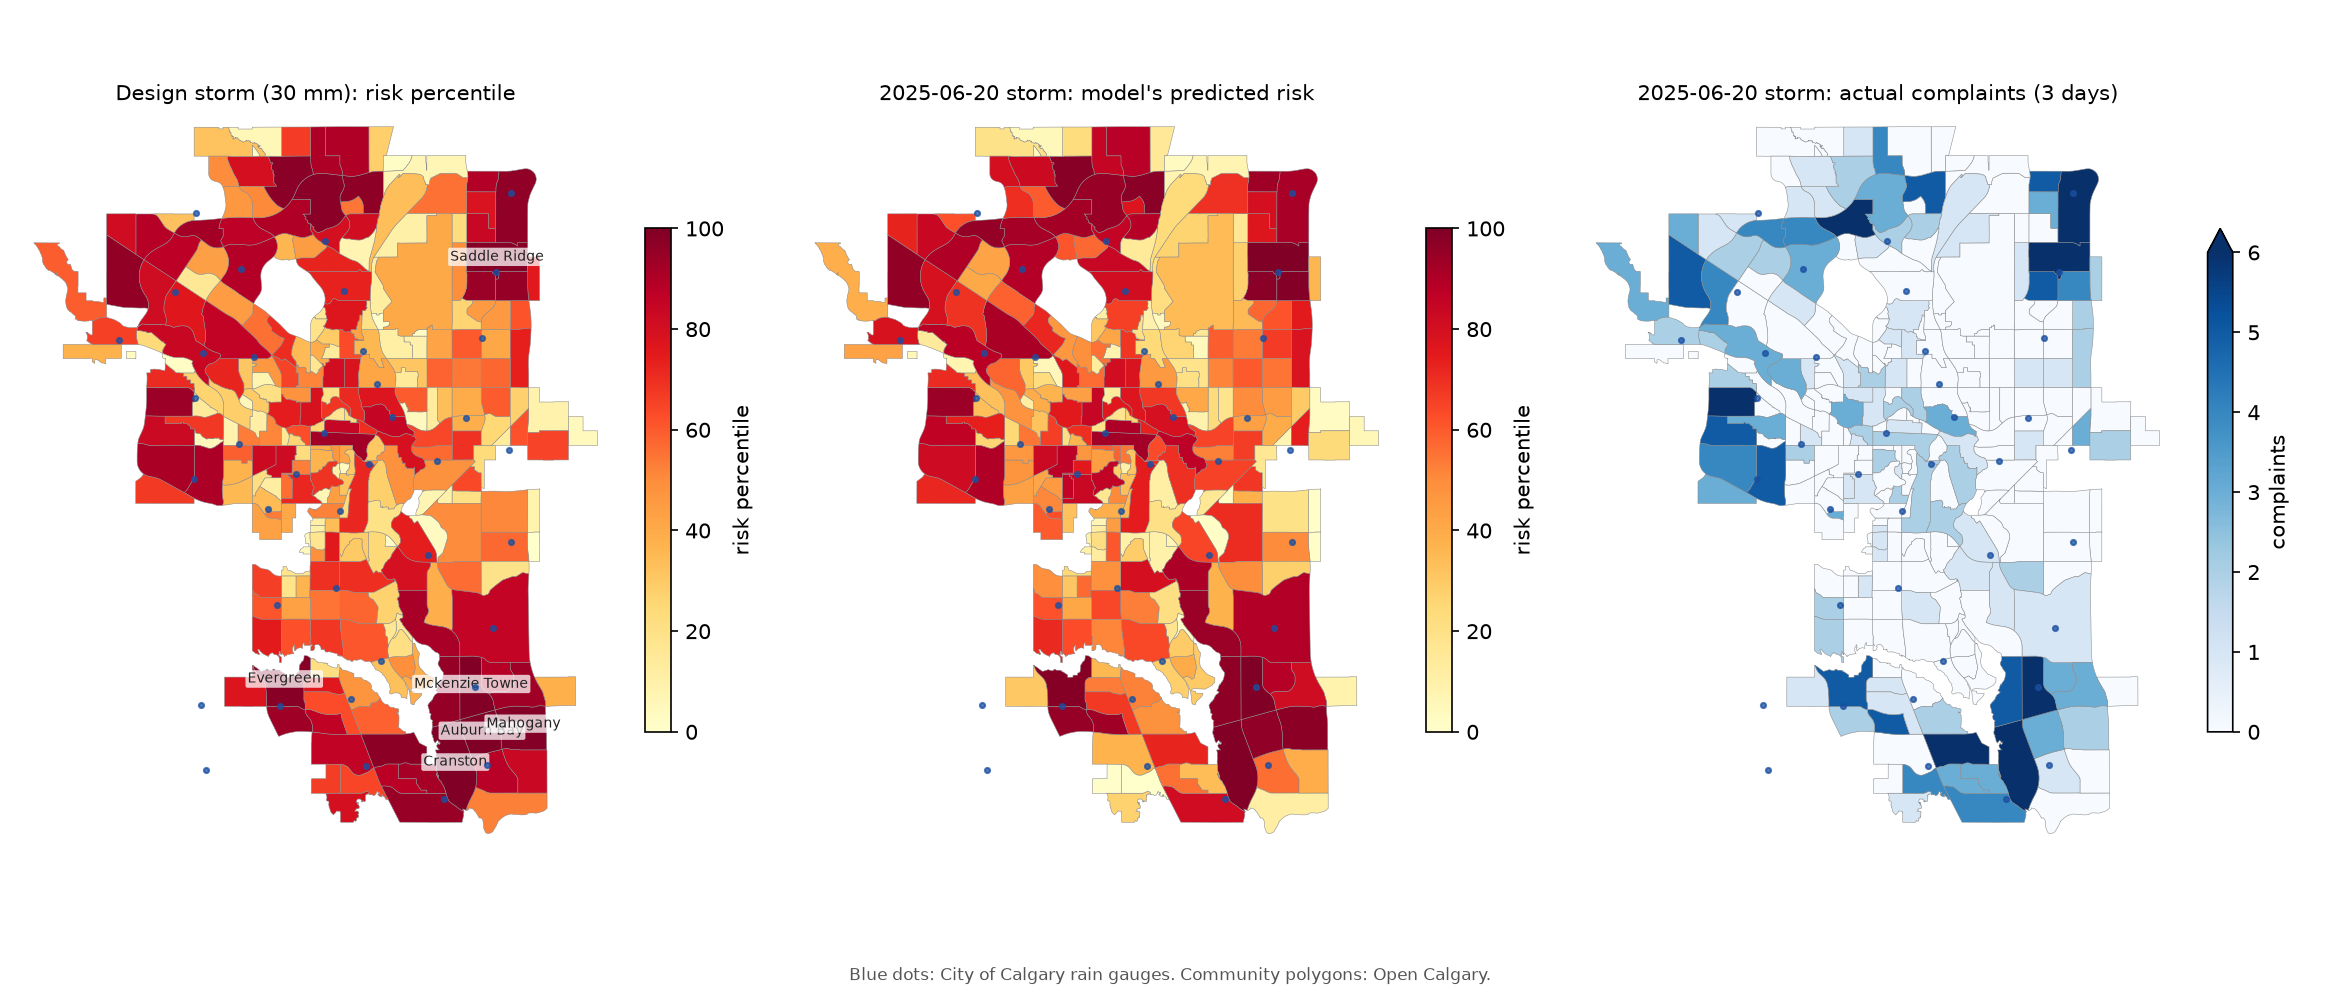 Design storm (30 mm): risk percentile
2025-06-20 storm: model's predicted risk
2025-06-20 storm: actual complaints (3 days)
Saddle Ridge
Evergreen
Mckenzie Towne
Mahogany
Auburn Bay
Cranston
100
80
60
40
20
0
risk percentile
100
80
60
40
20
0
risk percentile
6
5
4
3
2
1
0
complaints
Blue dots: City of Calgary rain gauges. Community polygons: Open Calgary.